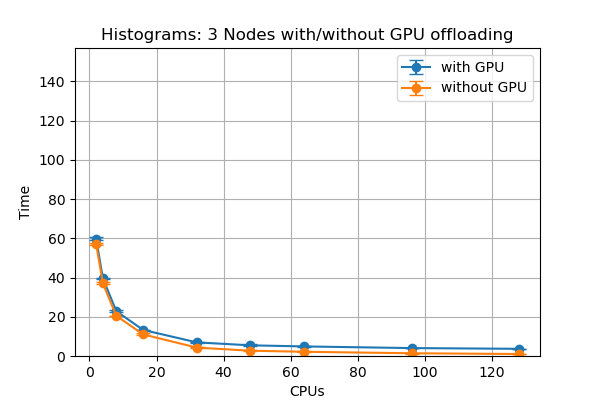 Histograms: 3 Nodes with/without GPU offloading
with GPU
without GPU
140
120
100
80
60
40
20
0
Time
0 20 40 60 80 100 120
CPUs